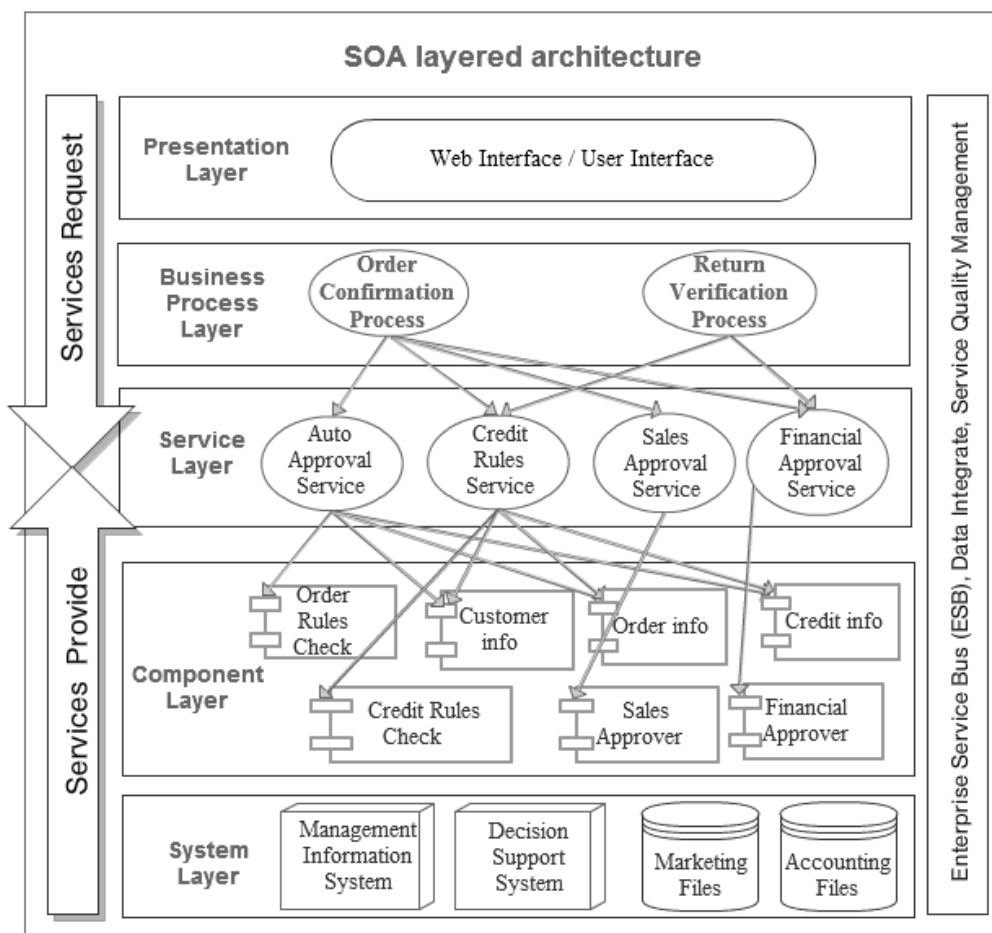 SOA layered architecture
Services Request
Services Provide
Presentation
Layer
Web Interface / User Interface
Business
Process
Layer
Order
Confirmation
Process
Return
Verification
Process
Service
Layer
Auto
Approval
Service
Credit
Rules
Service
Sales
Approval
Service
Financial
Approval
Service
Component
Layer
Order
Rules
Check
Customer
info
Order info
Credit info
Credit Rules
Check
Sales
Approver
Financial
Approver
System
Layer
Management
Information
System
Decision
Support
System
Marketing
Files
Accounting
Files
Enterprise Service Bus (ESB), Data Integrate, Service Quality Management